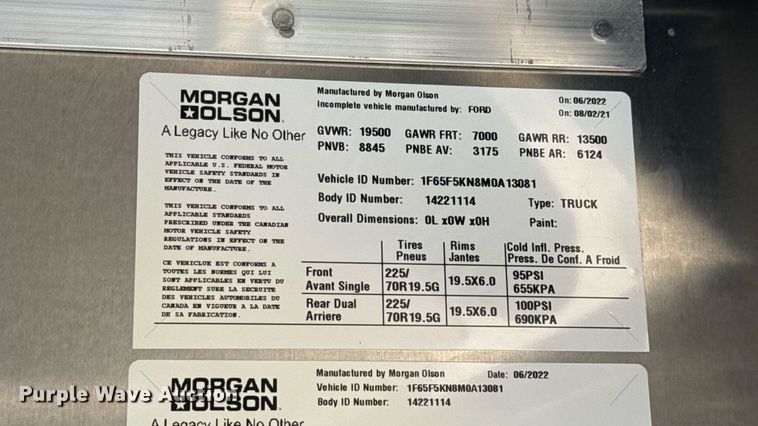 MORGAN
OLSON
A Legacy Like No Other
Manufactured by Morgan Olson On: 06/2022
Incomplete vehicle manufactured by: FORD On: 08/02/21
GVWR: 19500 GAWR FRT: 7000 GAWR RR: 13500
PNVB: 8845 PNBE AV: 3175 PNBE AR: 6124
THIS VEHICLE CONFORMS TO ALL
APPLICABLE U.S. FEDERAL MOTOR
VEHICLE SAFETY STANDARDS IN
EFFECT ON THE DATE OF THE
MANUFACTURE.
THIS VEHICLE CONFORMS TO ALL
APPLICABLE STANDARDS
PRESCRIBED UNDER THE CANADIAN
MOTOR VEHICLE SAFETY
REGULATIONS IN EFFECT ON THE
DATE OF MANUFACTURE.
CE VEHICLUE EST CONFORMS A
TOUTES LES NORMES QUI LUI
SONT APPLICABLES EN VERTU DU
REGLEMENT SUR LA SECURITE
DES VEHICLES AUTOMOBILES DU
CANADA EN VIGUEUR A LA DATE
DE SA FABRICATION.
Vehicle ID Number: 1F65F5KN8M0A13081
Body ID Number: 14221114 Type: TRUCK
Overall Dimensions: 0L x0W x0H Paint:
Tires Rims Cold Infl. Press.
Pneus Jantes Press. De Conf. A Froid
Front 225/ 19.5X6.0 95PSI
Avant Single 70R19.5G 655KPA
Rear Dual 225/ 19.5X6.0 100PSI
Arriere 70R19.5G 690KPA
MORGAN
OLSON
A Legacy Like No Other
Manufactured by Morgan Olson Date: 06/2022
Vehicle ID Number: 1F65F5KN8M0A13081
Body ID Number: 14221114
Purple Wave Auction